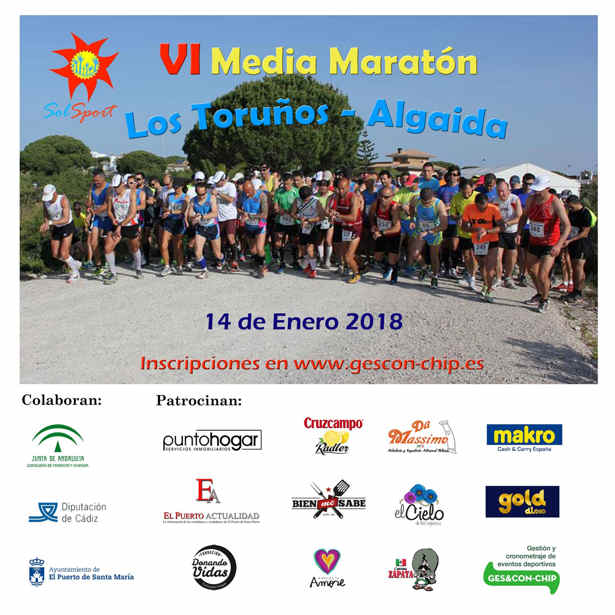 VI Media Maratón
SolSport
Los Toruños - Algaida
14 de Enero 2018
Inscripciones en www.gescon-chip.es
Colaboran:
Patrocinan:
JUNTA DE ANDALUCIA
puntohogar
SERVICIOS INMOBILIARIOS
Cruzcampo
Radler
Da Massimo
makro
Cash & Carry España
Diputación
de Cádiz
EA
EL PUERTO ACTUALIDAD
BIEN me SABE
el Cielo
gold
Ayuntamiento de
El Puerto de Santa María
FUNDACIÓN
Donando
Vidas
Amore
ZAPATA
Gestión y
cronometraje de
eventos deportivos
GES&CON-CHIP